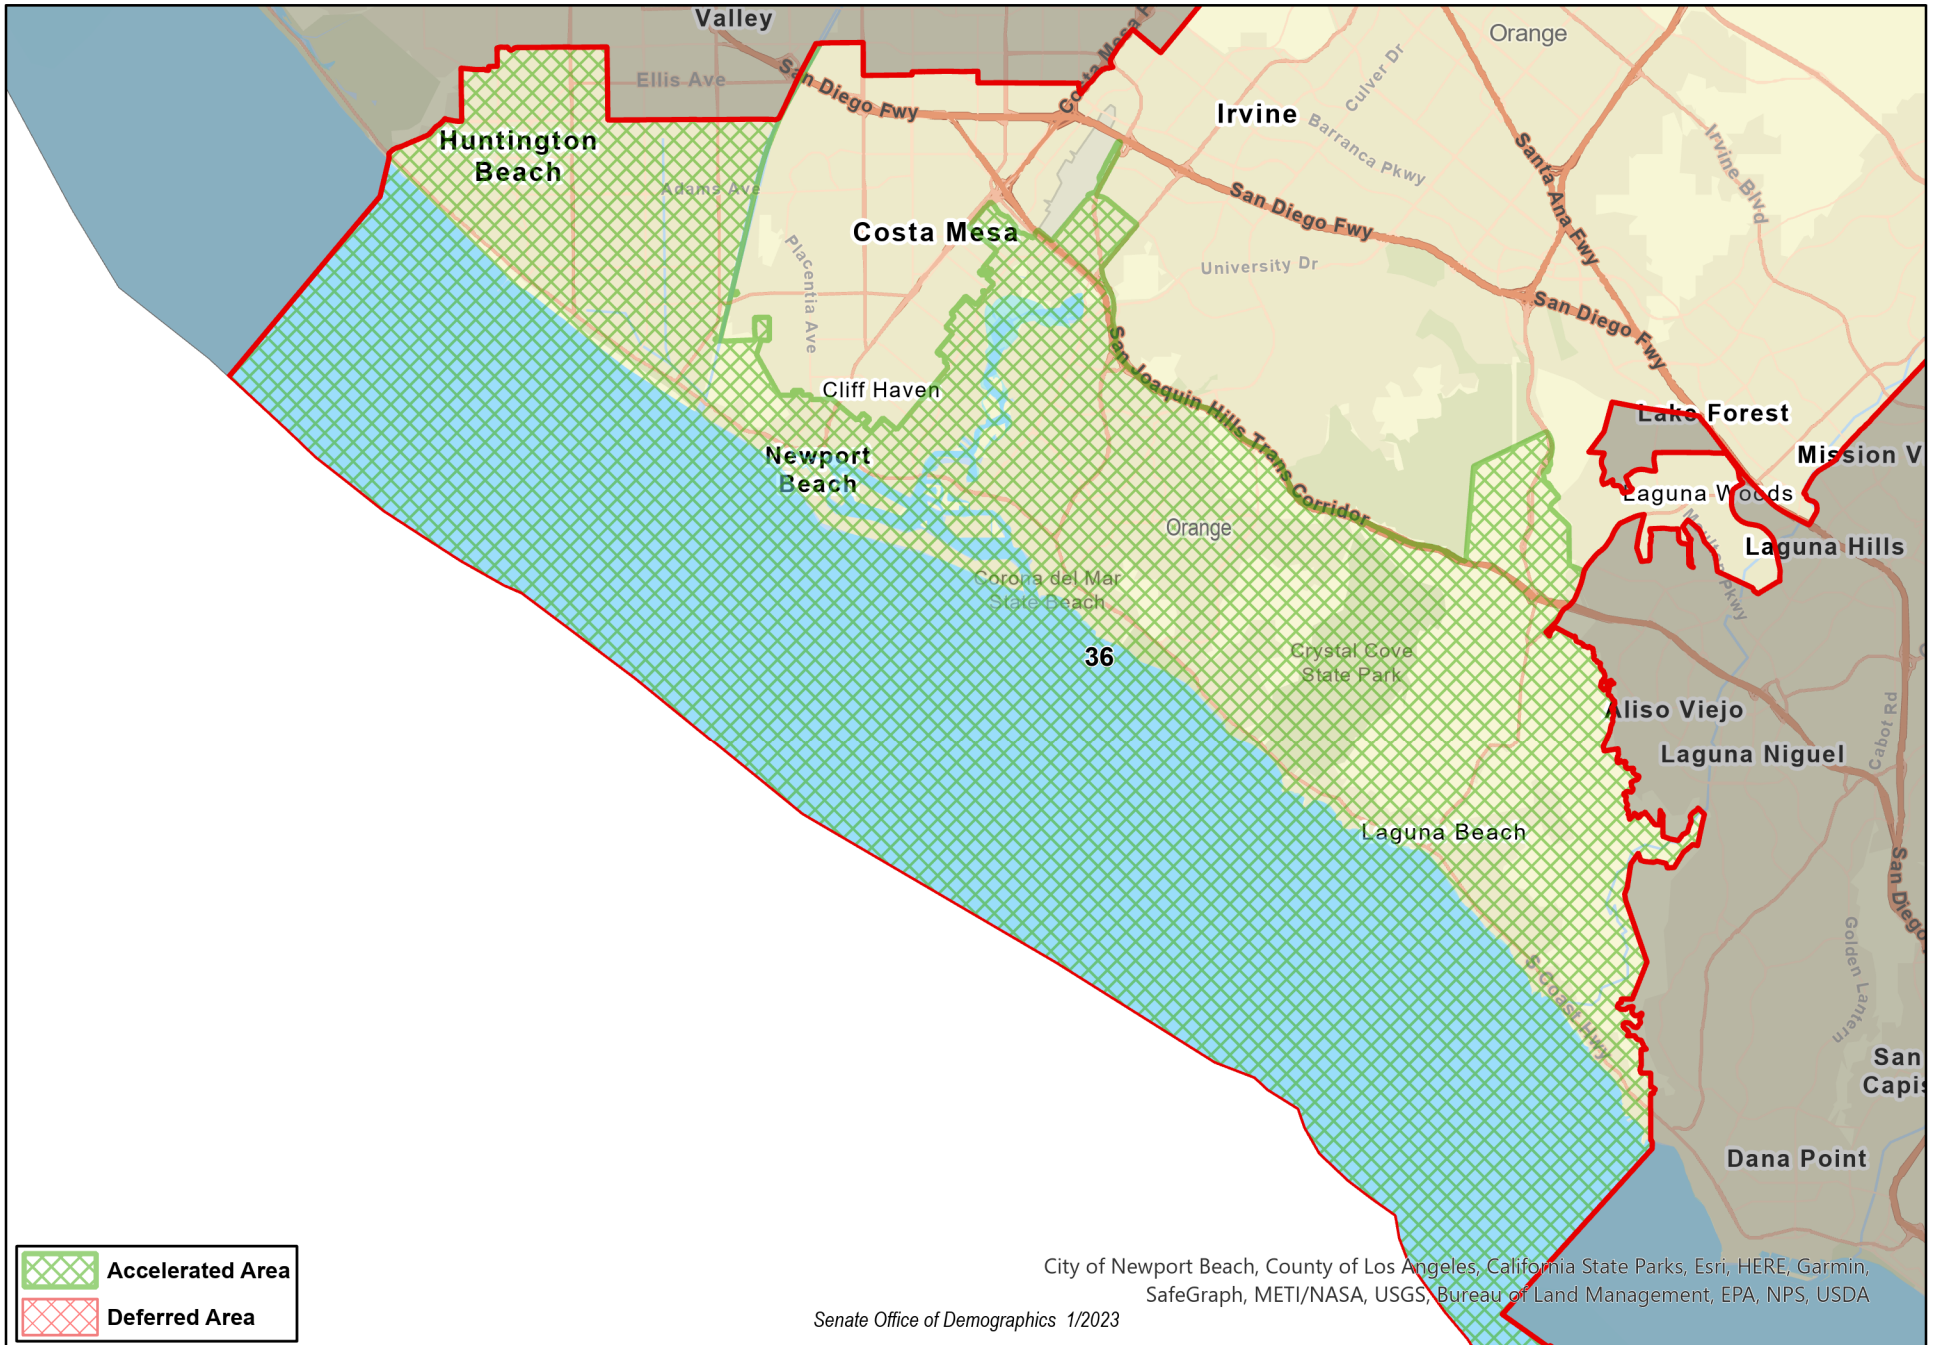 Valley
Orange
Ellis Ave
San Diego Fwy
Costa Mesa F
Culver Dr
Irvine
Barranca Pkwy
Santa Ana Fwy
Irvine Blvd
Huntington
Beach
Adams Ave
Costa Mesa
Placentia Ave
San Diego Fwy
University Dr
San Diego Fwy
Cliff Haven
San Joaquin Hills Trans Corridor
Lake Forest
Mission V
Newport
Beach
Laguna Woods
Moulton Pkwy
Orange
Laguna Hills
Corona del Mar
State Beach
36
Crystal Cove
State Park
Aliso Viejo
Cabot Rd
Laguna Niguel
Laguna Beach
San Diego
Golden Lantern
S Coast Hwy
San
Capis
Dana Point
Accelerated Area
Deferred Area
City of Newport Beach, County of Los Angeles, California State Parks, Esri, HERE, Garmin,
SafeGraph, METI/NASA, USGS, Bureau of Land Management, EPA, NPS, USDA
Senate Office of Demographics 1/2023